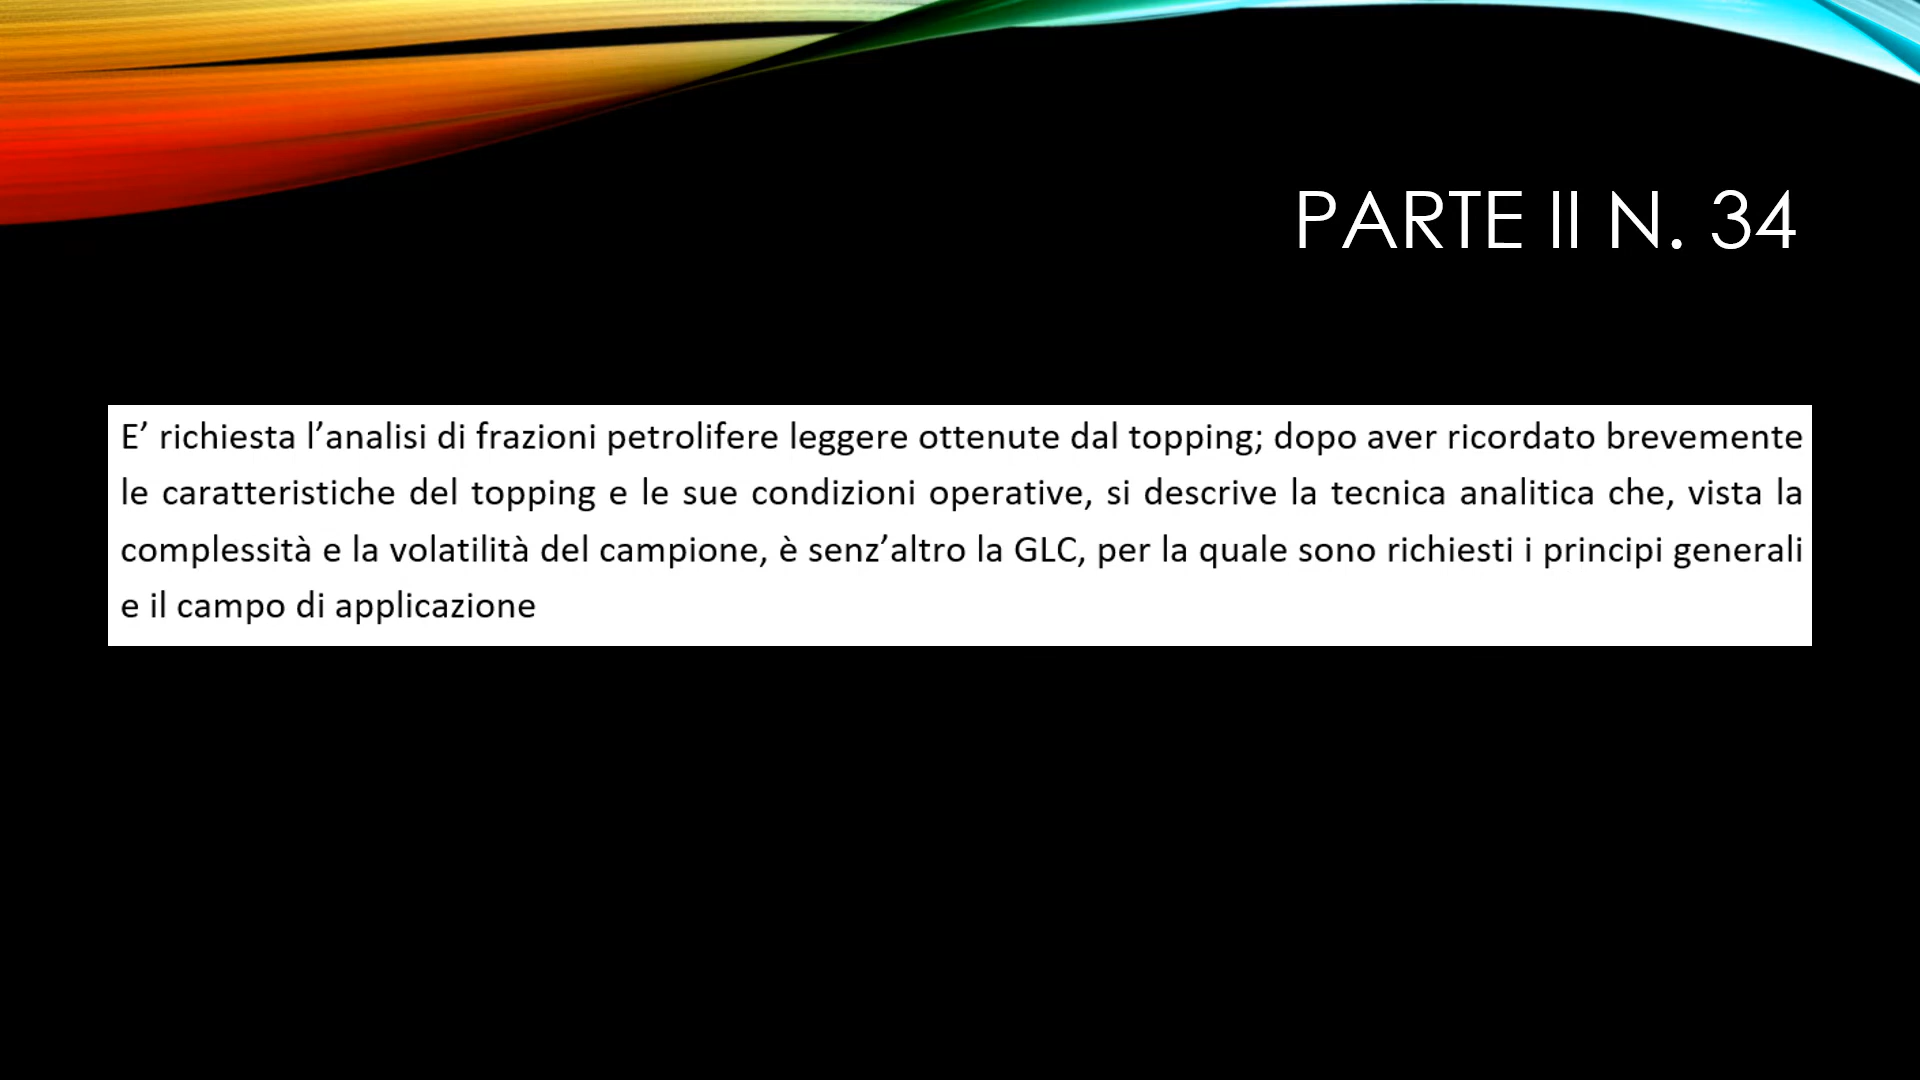 PARTE II N. 34
E’ richiesta l’analisi di frazioni petrolifere leggere ottenute dal topping; dopo aver ricordato brevemente
le caratteristiche del topping e le sue condizioni operative, si descrive la tecnica analitica che, vista la
complessità e la volatilità del campione, è senz’altro la GLC, per la quale sono richiesti i principi generali
e il campo di applicazione